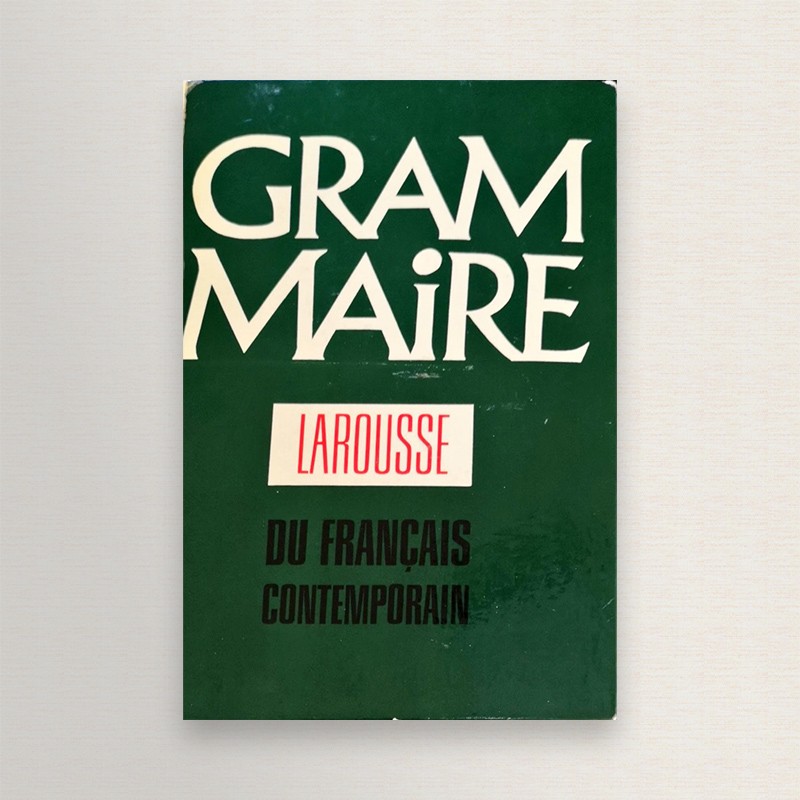 GRAM
MAiRE
LAROUSSE
DU FRANÇAIS
CONTEMPORAIN